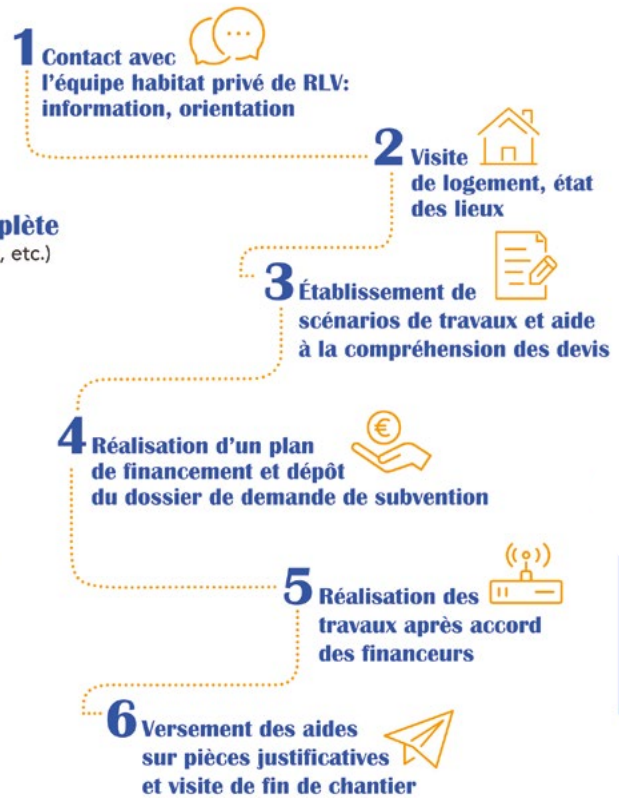 1 Contact avec
l'équipe habitat privé de RLV:
information, orientation
2 Visite
de logement, état
des lieux
plète
, etc.)
3 Établissement de
scénarios de travaux et aide
à la compréhension des devis
4 Réalisation d'un plan
de financement et dépôt
du dossier de demande de subvention
5 Réalisation des
travaux après accord
des financeurs
6 Versement des aides
sur pièces justificatives
et visite de fin de chantier